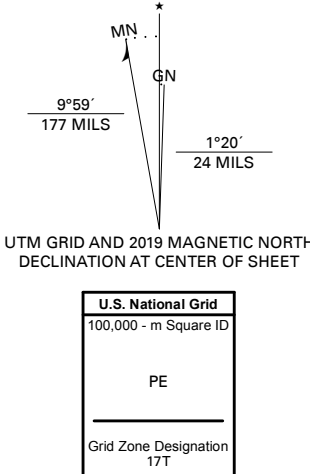 ★
MN
GN
9°59´
177 MILS
1°20´
24 MILS
UTM GRID AND 2019 MAGNETIC NORTH
DECLINATION AT CENTER OF SHEET
U.S. National Grid
100,000 - m Square ID
PE
Grid Zone Designation
17T